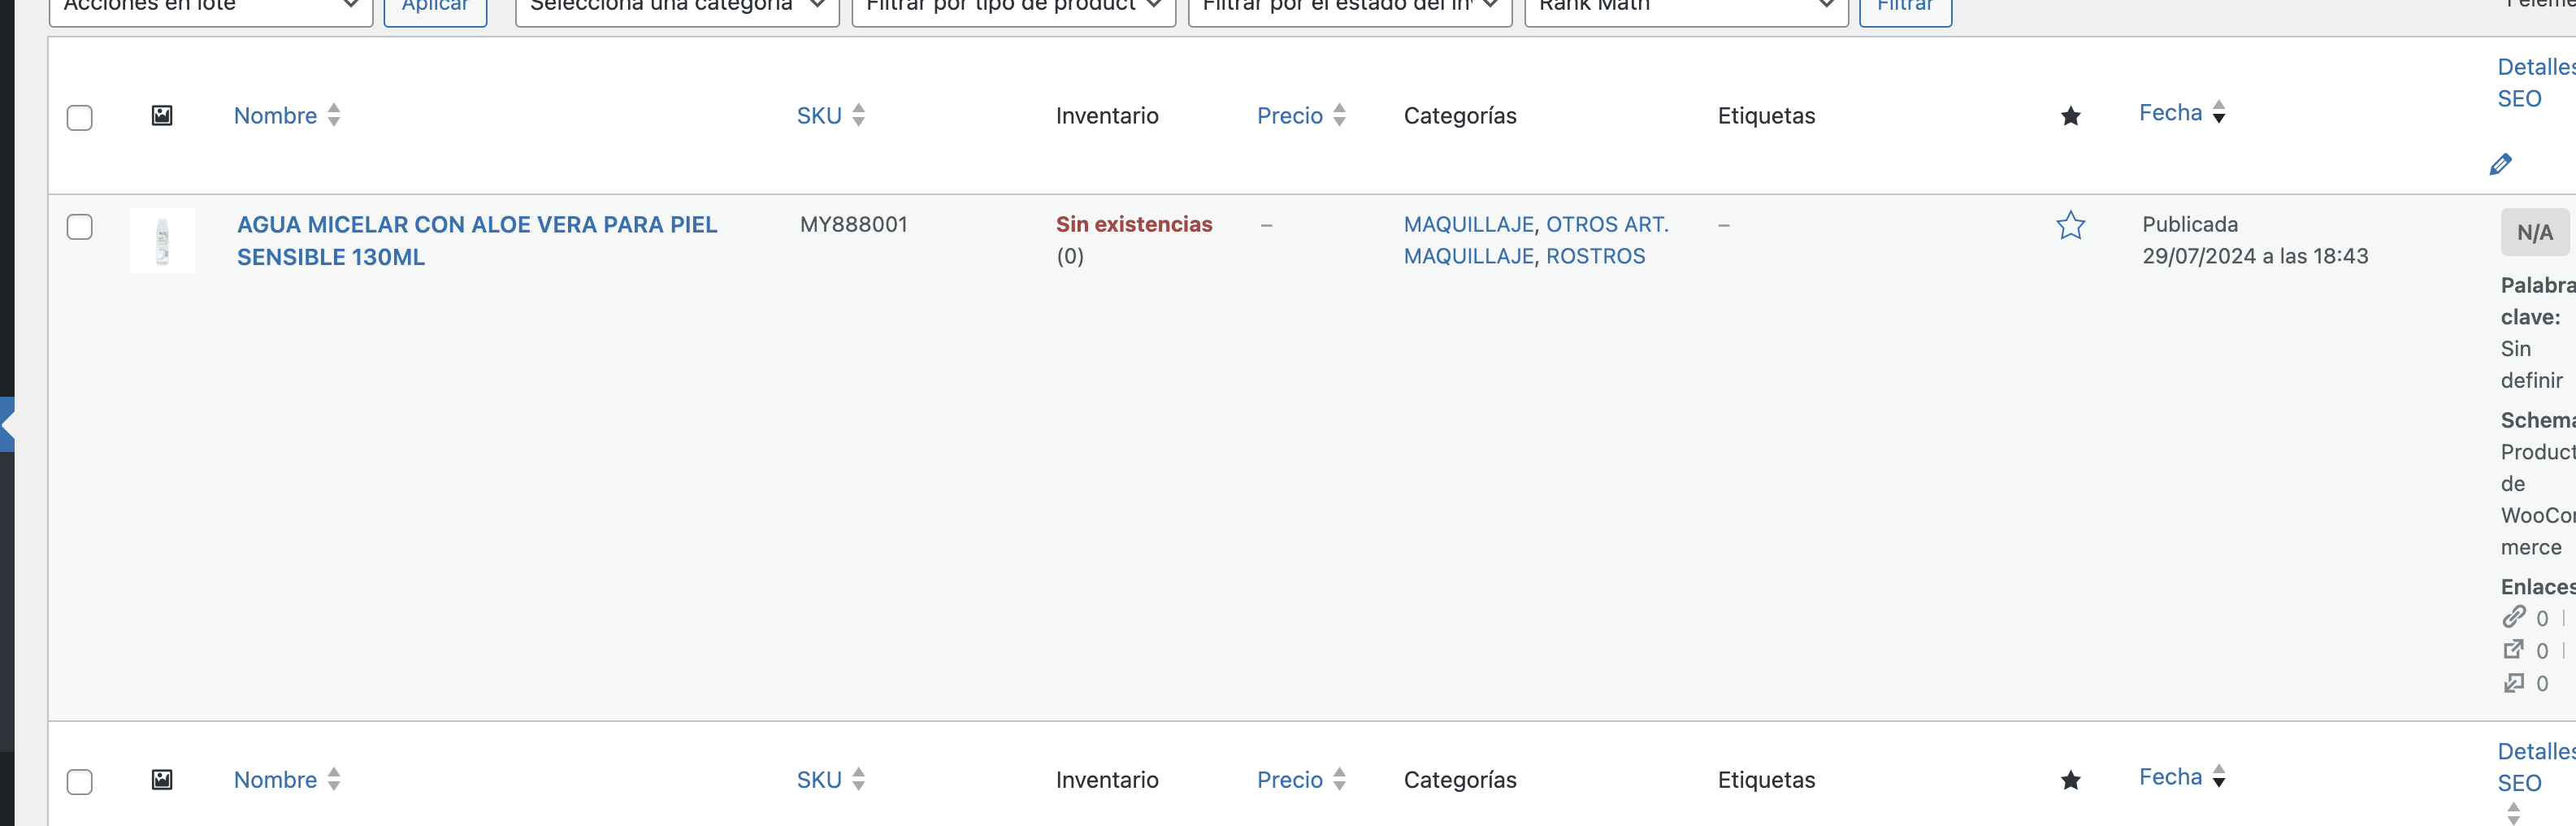 Acciones en lote Aplicar Selecciona una categoría Filtrar por tipo de product Filtrar por el estado del in Rank Math Filtrar
Nombre SKU Inventario Precio Categorías Etiquetas Fecha Detalles
SEO
AGUA MICELAR CON ALOE VERA PARA PIEL
SENSIBLE 130ML
MY888001
Sin existencias
(0)
–
MAQUILLAJE, OTROS ART.
MAQUILLAJE, ROSTROS
–
Publicada
29/07/2024 a las 18:43
N/A
Palabra
clave:
Sin
definir
Schema
Product
de
WooCom
merce
Enlaces
0 |
0 |
0
Nombre SKU Inventario Precio Categorías Etiquetas Fecha Detalles
SEO